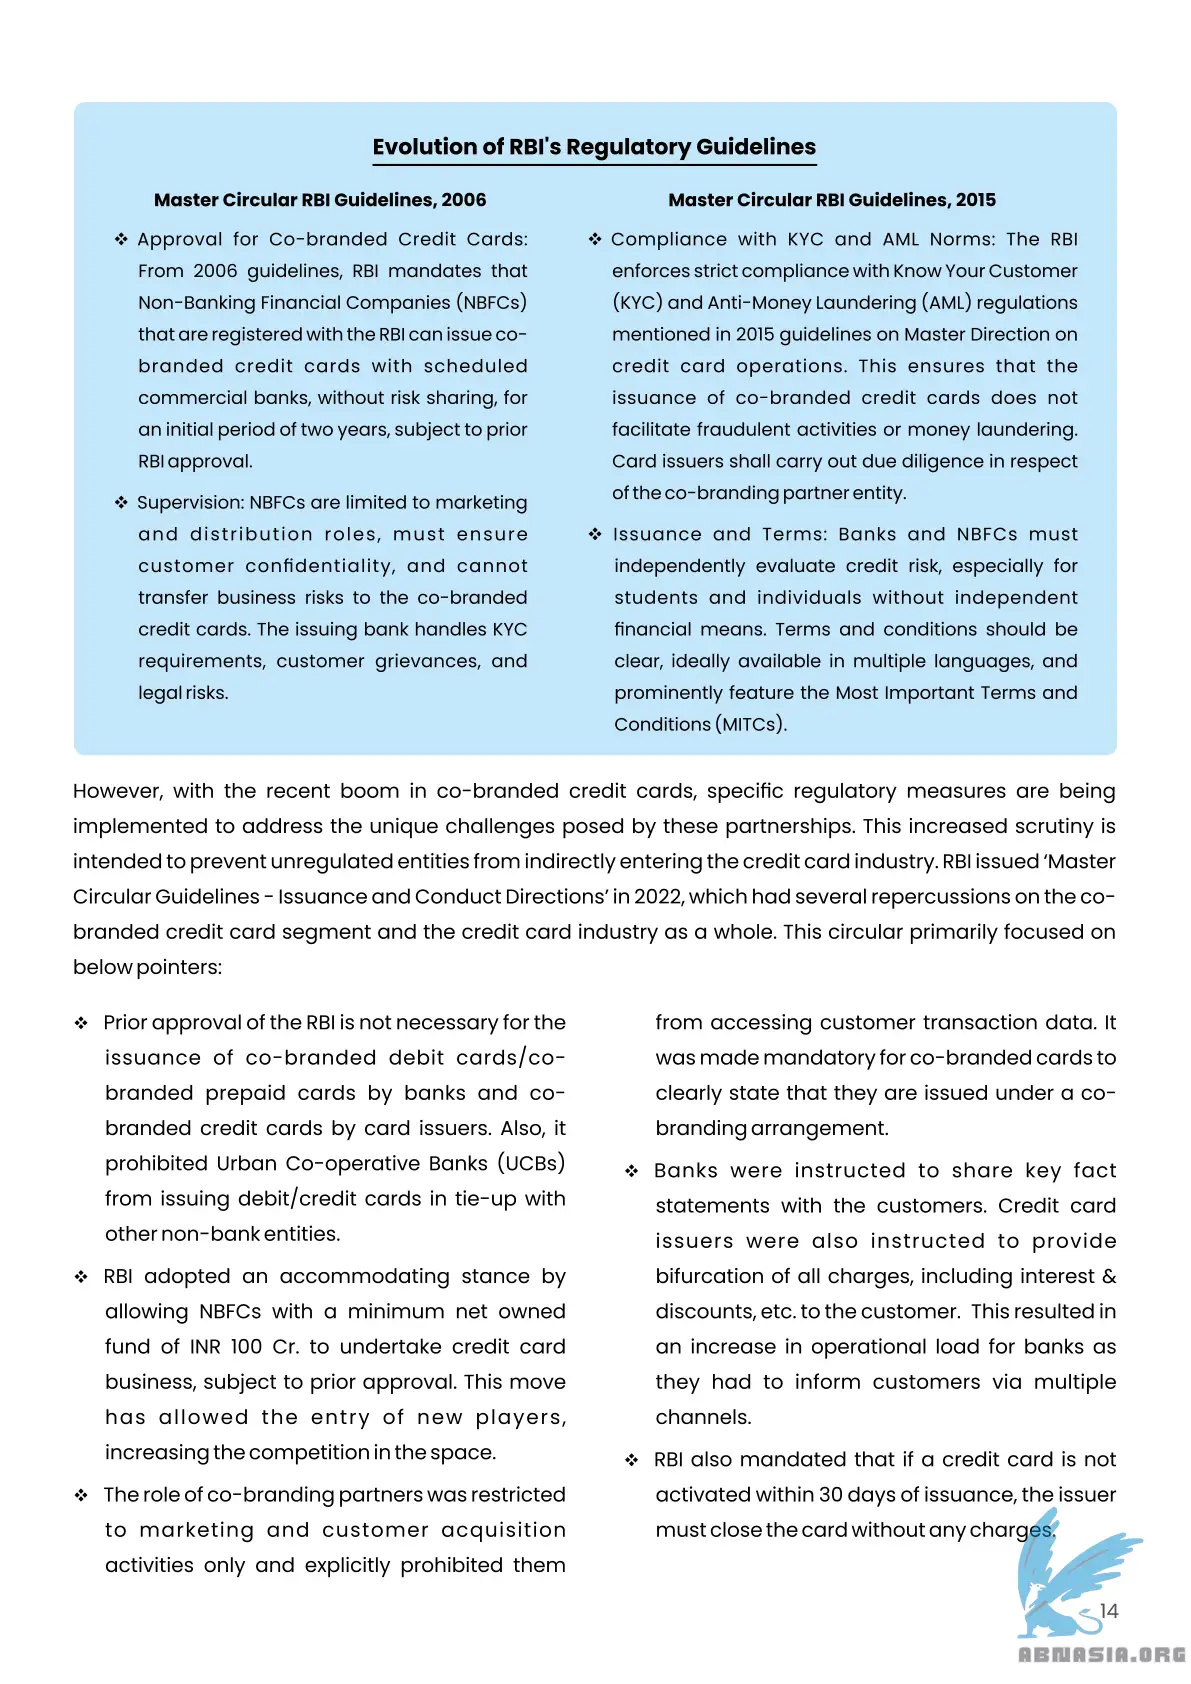 Evolution of RBI's Regulatory Guidelines
Master Circular RBI Guidelines, 2006
❖ Approval for Co-branded Credit Cards:
From 2006 guidelines, RBI mandates that
Non-Banking Financial Companies (NBFCs)
that are registered with the RBI can issue co-
branded credit cards with scheduled
commercial banks, without risk sharing, for
an initial period of two years, subject to prior
RBI approval.
❖ Supervision: NBFCs are limited to marketing
and distribution roles, must ensure
customer confidentiality, and cannot
transfer business risks to the co-branded
credit cards. The issuing bank handles KYC
requirements, customer grievances, and
legal risks.
Master Circular RBI Guidelines, 2015
❖ Compliance with KYC and AML Norms: The RBI
enforces strict compliance with Know Your Customer
(KYC) and Anti-Money Laundering (AML) regulations
mentioned in 2015 guidelines on Master Direction on
credit card operations. This ensures that the
issuance of co-branded credit cards does not
facilitate fraudulent activities or money laundering.
Card issuers shall carry out due diligence in respect
of the co-branding partner entity.
❖ Issuance and Terms: Banks and NBFCs must
independently evaluate credit risk, especially for
students and individuals without independent
financial means. Terms and conditions should be
clear, ideally available in multiple languages, and
prominently feature the Most Important Terms and
Conditions (MITCs).
However, with the recent boom in co-branded credit cards, specific regulatory measures are being
implemented to address the unique challenges posed by these partnerships. This increased scrutiny is
intended to prevent unregulated entities from indirectly entering the credit card industry. RBI issued ‘Master
Circular Guidelines - Issuance and Conduct Directions’ in 2022, which had several repercussions on the co-
branded credit card segment and the credit card industry as a whole. This circular primarily focused on
below pointers:
❖ Prior approval of the RBI is not necessary for the
issuance of co-branded debit cards/co-
branded prepaid cards by banks and co-
branded credit cards by card issuers. Also, it
prohibited Urban Co-operative Banks (UCBs)
from issuing debit/credit cards in tie-up with
other non-bank entities.
❖ RBI adopted an accommodating stance by
allowing NBFCs with a minimum net owned
fund of INR 100 Cr. to undertake credit card
business, subject to prior approval. This move
has allowed the entry of new players,
increasing the competition in the space.
❖ The role of co-branding partners was restricted
to marketing and customer acquisition
activities only and explicitly prohibited them
from accessing customer transaction data. It
was made mandatory for co-branded cards to
clearly state that they are issued under a co-
branding arrangement.
❖ Banks were instructed to share key fact
statements with the customers. Credit card
issuers were also instructed to provide
bifurcation of all charges, including interest &
discounts, etc. to the customer. This resulted in
an increase in operational load for banks as
they had to inform customers via multiple
channels.
❖ RBI also mandated that if a credit card is not
activated within 30 days of issuance, the issuer
must close the card without any charges.
14
ABNASIA.ORG